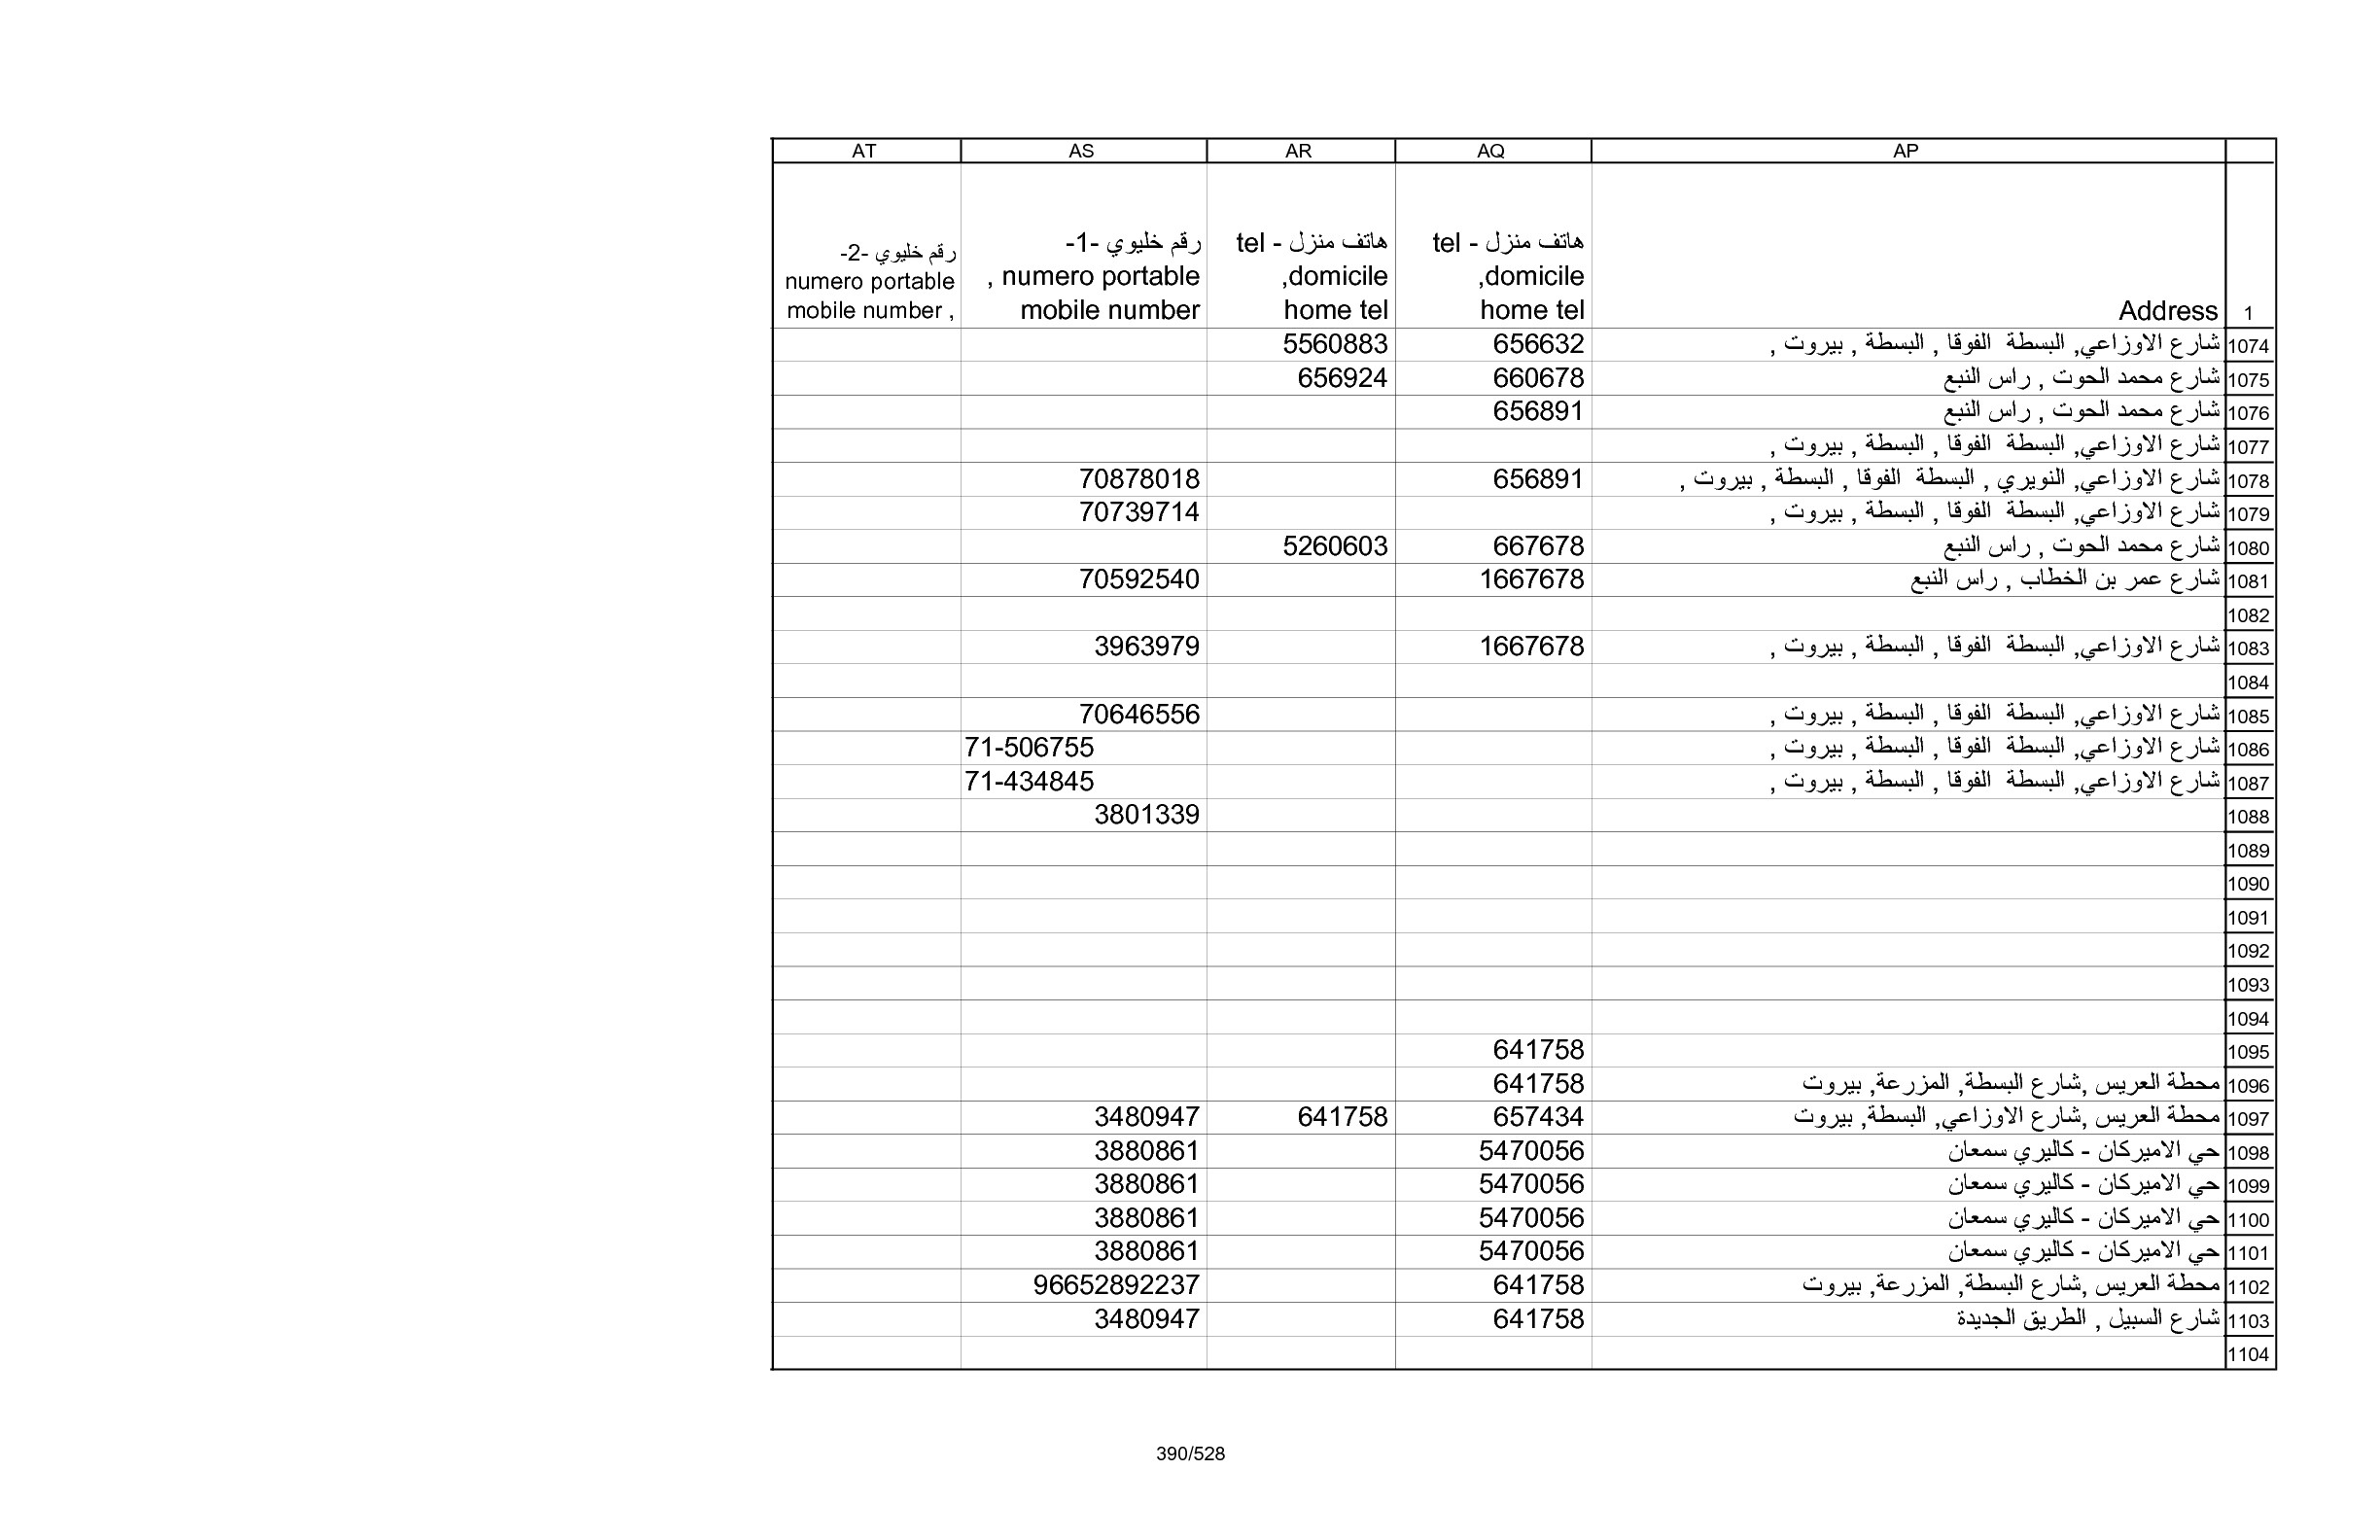 AP AQ AR AS AT
1 Address هاتف منزل - tel domicile, home tel هاتف منزل - tel domicile, home tel رقم خليوي -1- numero portable , mobile number رقم خليوي -2- numero portable mobile number ,
1074 شارع الاوزاعي, البسطة الفوقا , البسطة , بيروت , 656632 5560883
1075 شارع محمد الحوت , راس النبع 660678 656924
1076 شارع محمد الحوت , راس النبع 656891
1077 شارع الاوزاعي, البسطة الفوقا , البسطة , بيروت ,
1078 شارع الاوزاعي, النويري , البسطة الفوقا , البسطة , بيروت , 656891 70878018
1079 شارع الاوزاعي, البسطة الفوقا , البسطة , بيروت , 70739714
1080 شارع محمد الحوت , راس النبع 667678 5260603
1081 شارع عمر بن الخطاب , راس النبع 1667678 70592540
1082
1083 شارع الاوزاعي, البسطة الفوقا , البسطة , بيروت , 1667678 3963979
1084
1085 شارع الاوزاعي, البسطة الفوقا , البسطة , بيروت , 70646556
1086 شارع الاوزاعي, البسطة الفوقا , البسطة , بيروت , 71-506755
1087 شارع الاوزاعي, البسطة الفوقا , البسطة , بيروت , 71-434845
1088 3801339
1089
1090
1091
1092
1093
1094
1095 641758
1096 محطة العريس ,شارع البسطة, المزرعة, بيروت 641758
1097 محطة العريس ,شارع الاوزاعي, البسطة, بيروت 657434 641758 3480947
1098 حي الاميركان - كاليري سمعان 5470056 3880861
1099 حي الاميركان - كاليري سمعان 5470056 3880861
1100 حي الاميركان - كاليري سمعان 5470056 3880861
1101 حي الاميركان - كاليري سمعان 5470056 3880861
1102 محطة العريس ,شارع البسطة, المزرعة, بيروت 641758 96652892237
1103 شارع السبيل , الطريق الجديدة 641758 3480947
1104
390/528